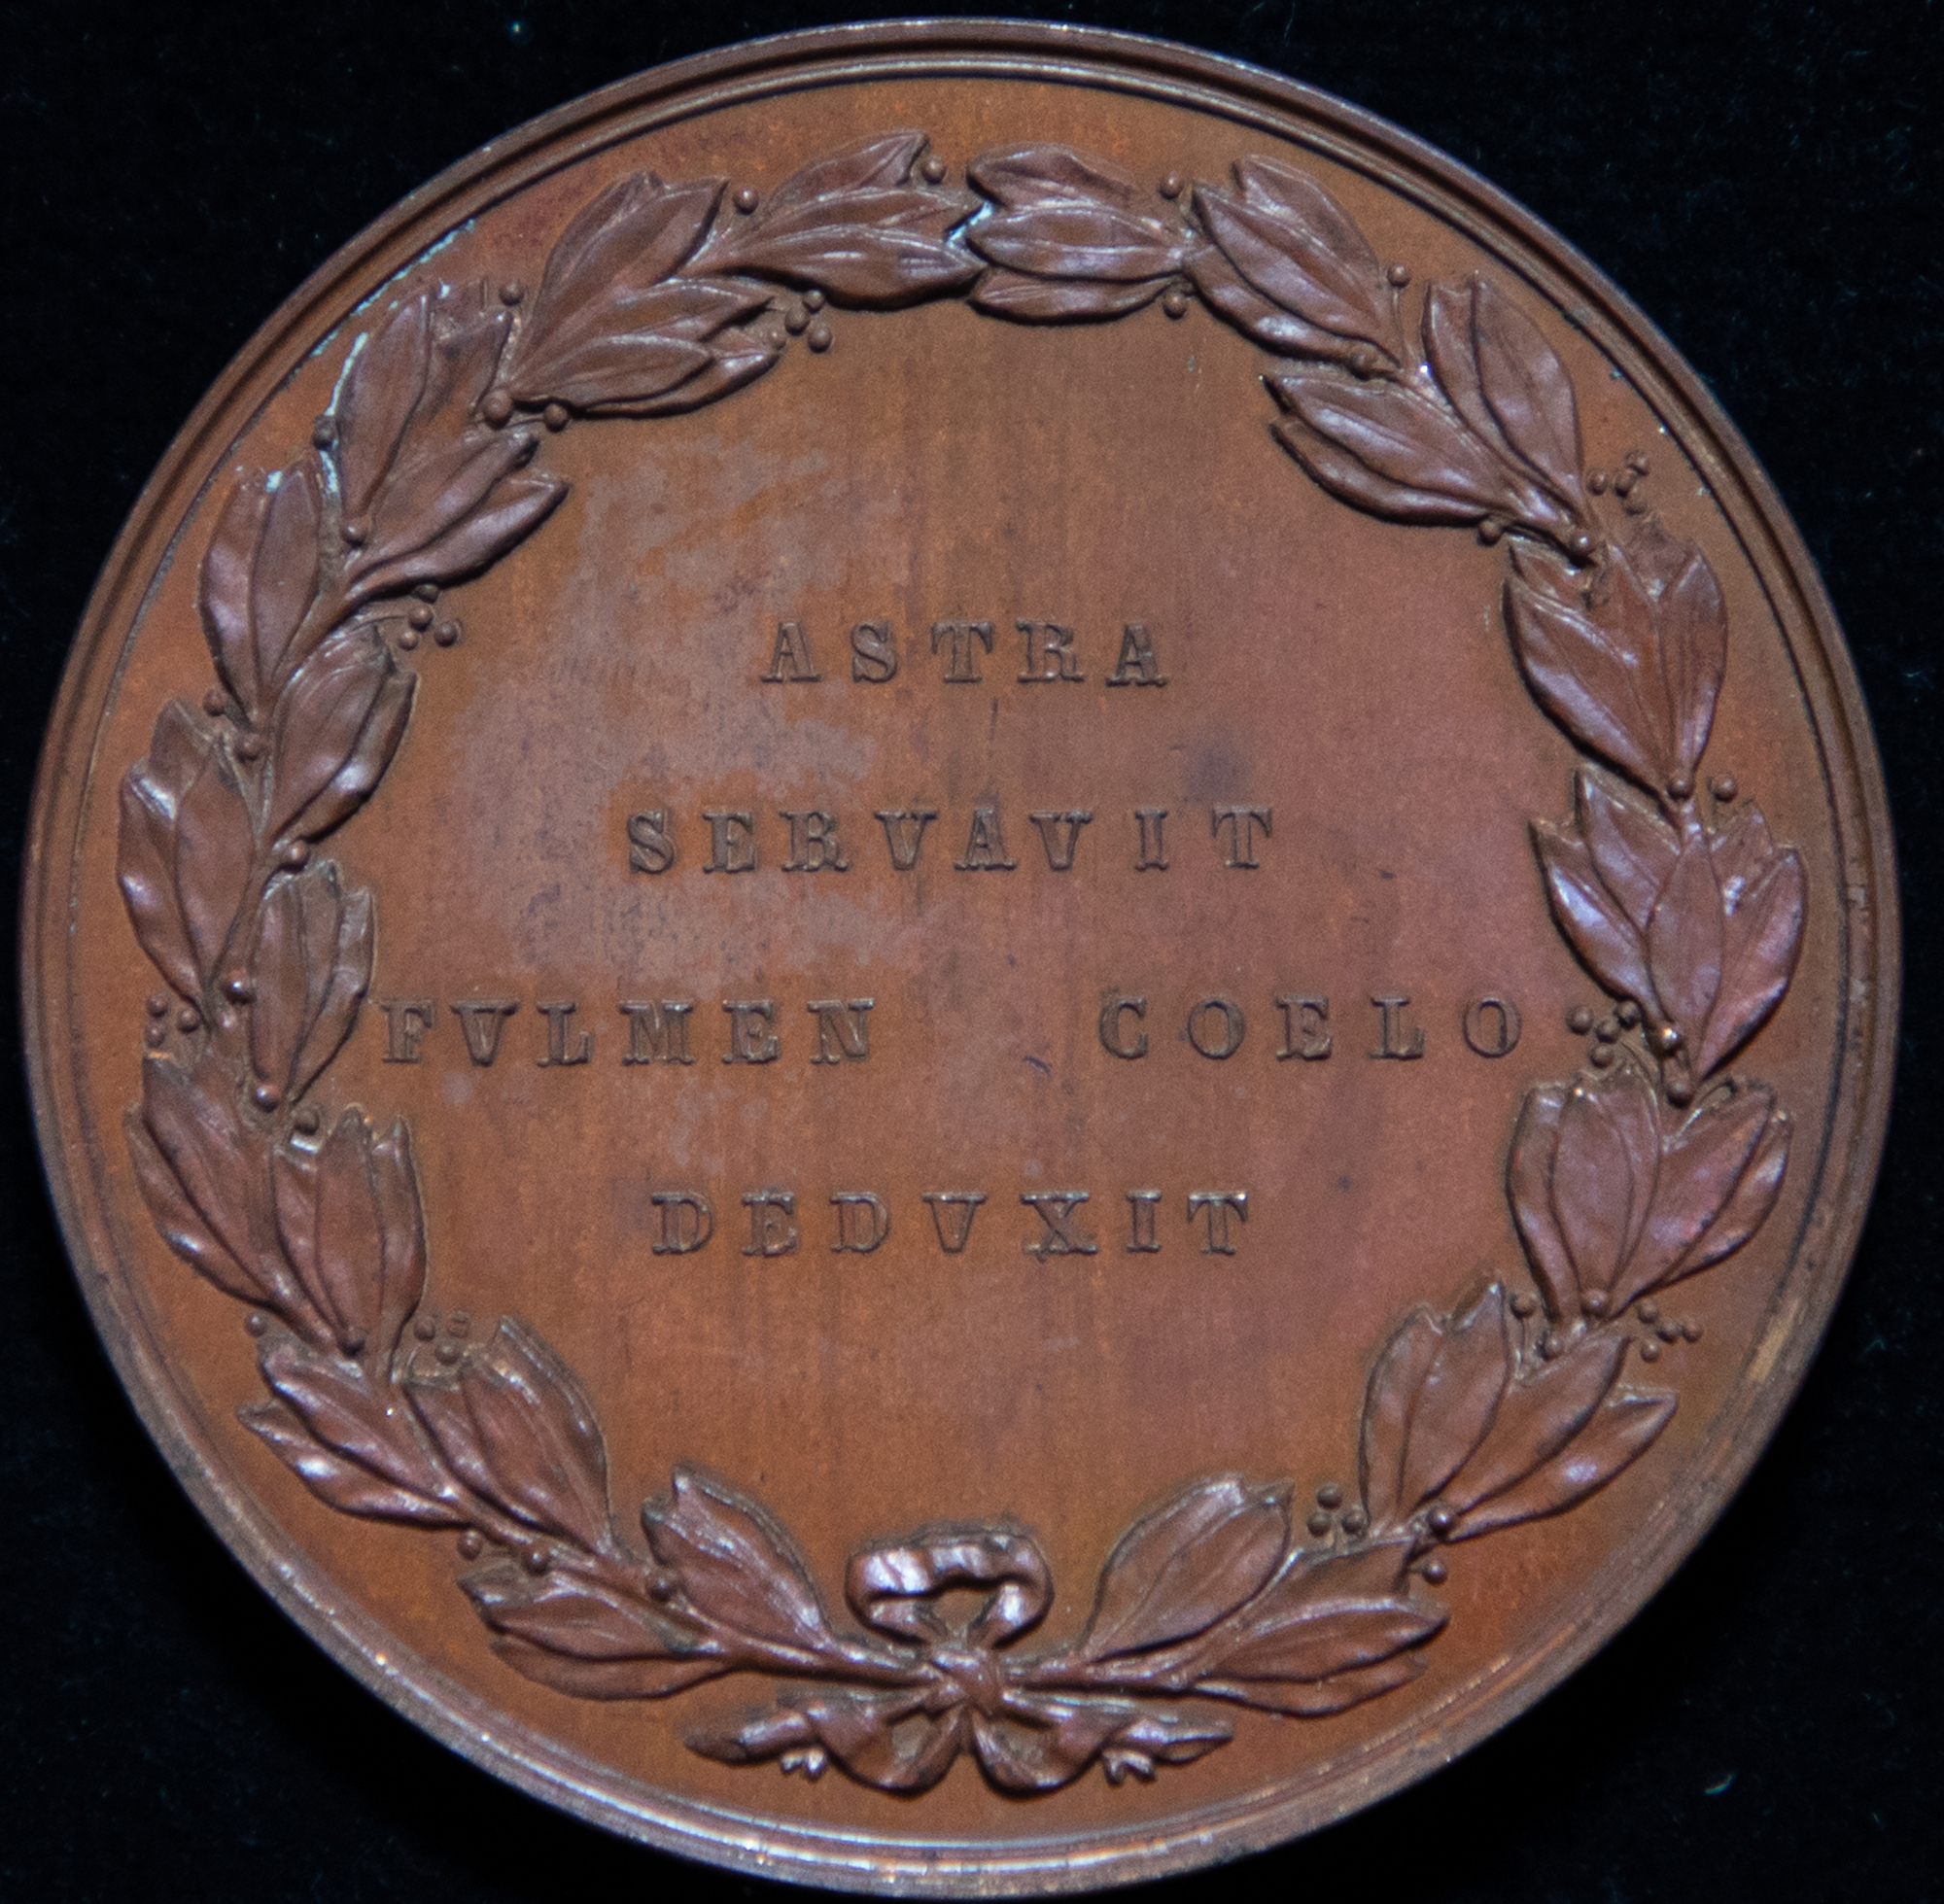 ASTRA
SERVAVIT
FVLMEN COELO
DEDVXIT